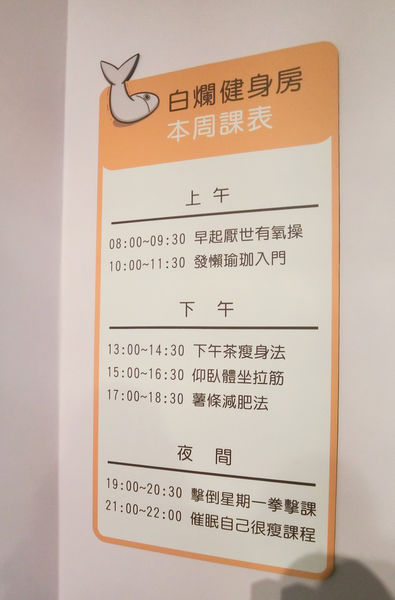 白爛健身房
本周課表
上午
08:00~09:30 早起厭世有氧操
10:00~11:30 發懶瑜珈入門
下午
13:00~14:30 下午茶瘦身法
15:00~16:30 仰臥體坐拉筋
17:00~18:30 薯條減肥法
夜間
19:00~20:30 擊倒星期一拳擊課
21:00~22:00 催眠自己很瘦課程